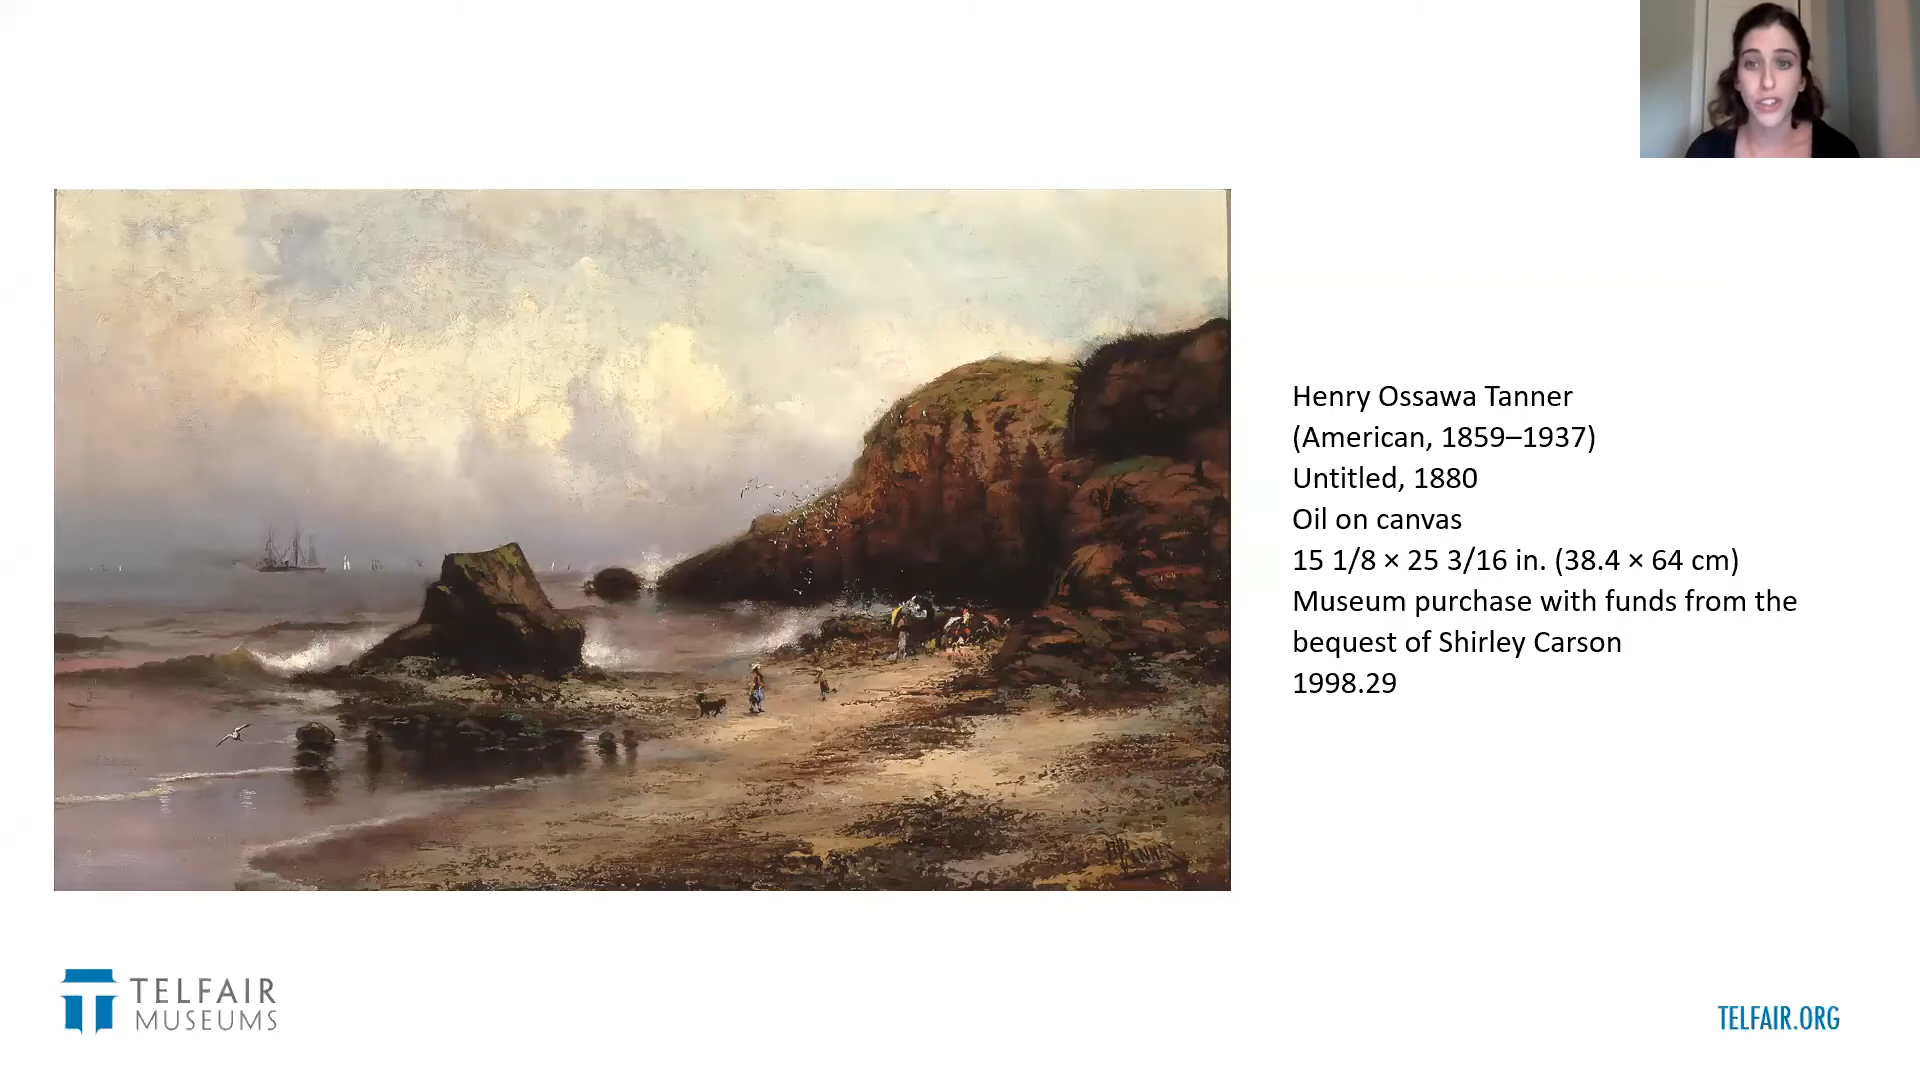 Henry Ossawa Tanner
(American, 1859–1937)
Untitled, 1880
Oil on canvas
15 1/8 × 25 3/16 in. (38.4 × 64 cm)
Museum purchase with funds from the
bequest of Shirley Carson
1998.29
TELFAIR
MUSEUMS
TELFAIR.ORG